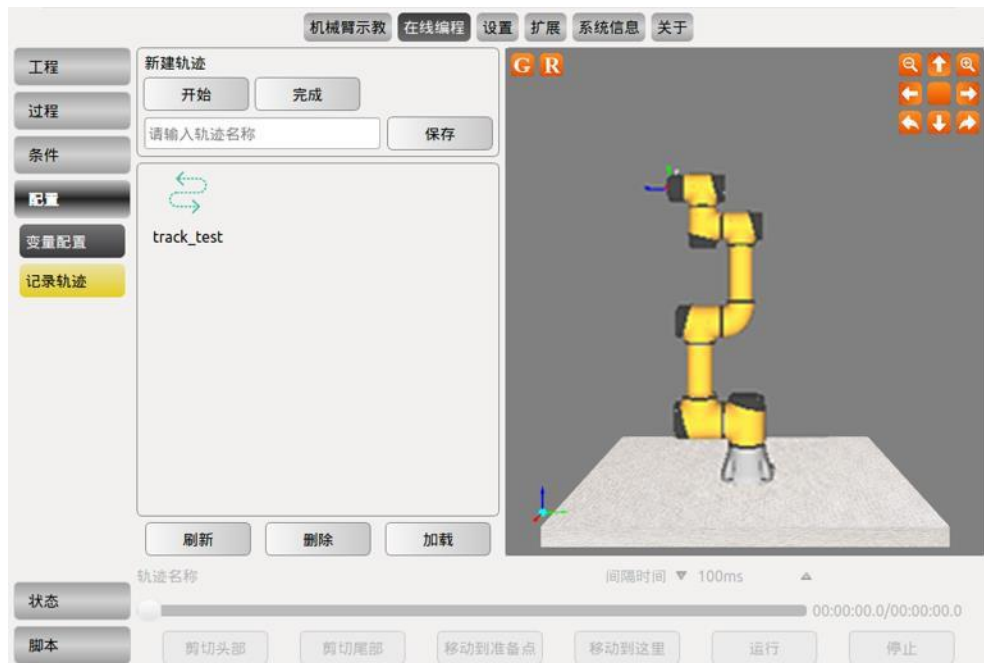 机械臂示教 在线编程 设置 扩展 系统信息 关于
工程
过程
条件
配置
变量配置
记录轨迹
状态
脚本
新建轨迹
开始 完成
请输入轨迹名称 保存
track_test
刷新 删除 加载
G R
轨迹名称 间隔时间 ▼ 100ms ▲
00:00:00.0/00:00:00.0
剪切头部 剪切尾部 移动到准备点 移动到这里 运行 停止